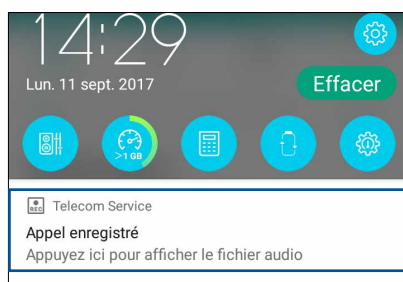 14:29
Lun. 11 sept. 2017
Effacer
>1 GB
REC Telecom Service
Appel enregistré
Appuyez ici pour afficher le fichier audio